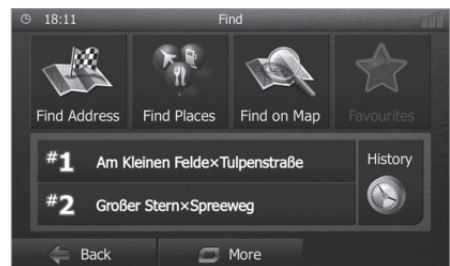 18:11 Find
Find Address Find Places Find on Map Favourites
#1 Am Kleinen Felde×Tulpenstraße History
#2 Großer Stern×Spreeweg
Back More